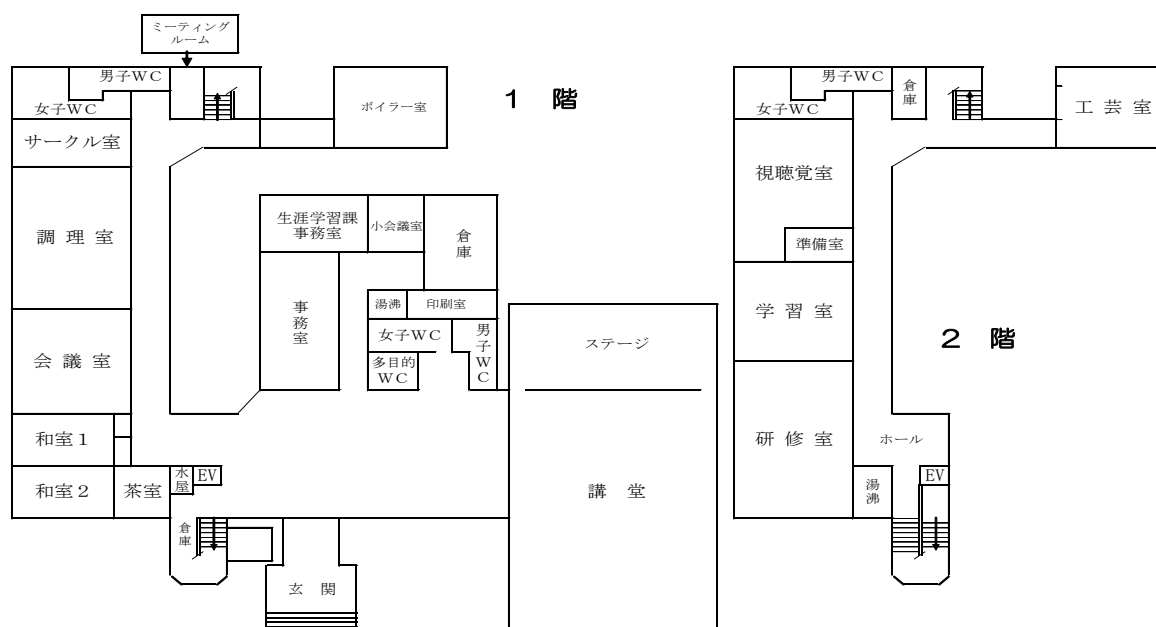 ミーティング
ルーム
男子WC
女子WC
サークル室
調理室
会議室
和室1
和室2
茶室
水屋
EV
倉庫
玄関
ボイラー室
1階
生涯学習課
事務室
小会議室
倉庫
事務室
湯沸
印刷室
女子WC
男子WC
多目的
WC
ステージ
講堂
男子WC
女子WC
倉庫
工芸室
視聴覚室
準備室
学習室
2階
研修室
ホール
湯沸
EV